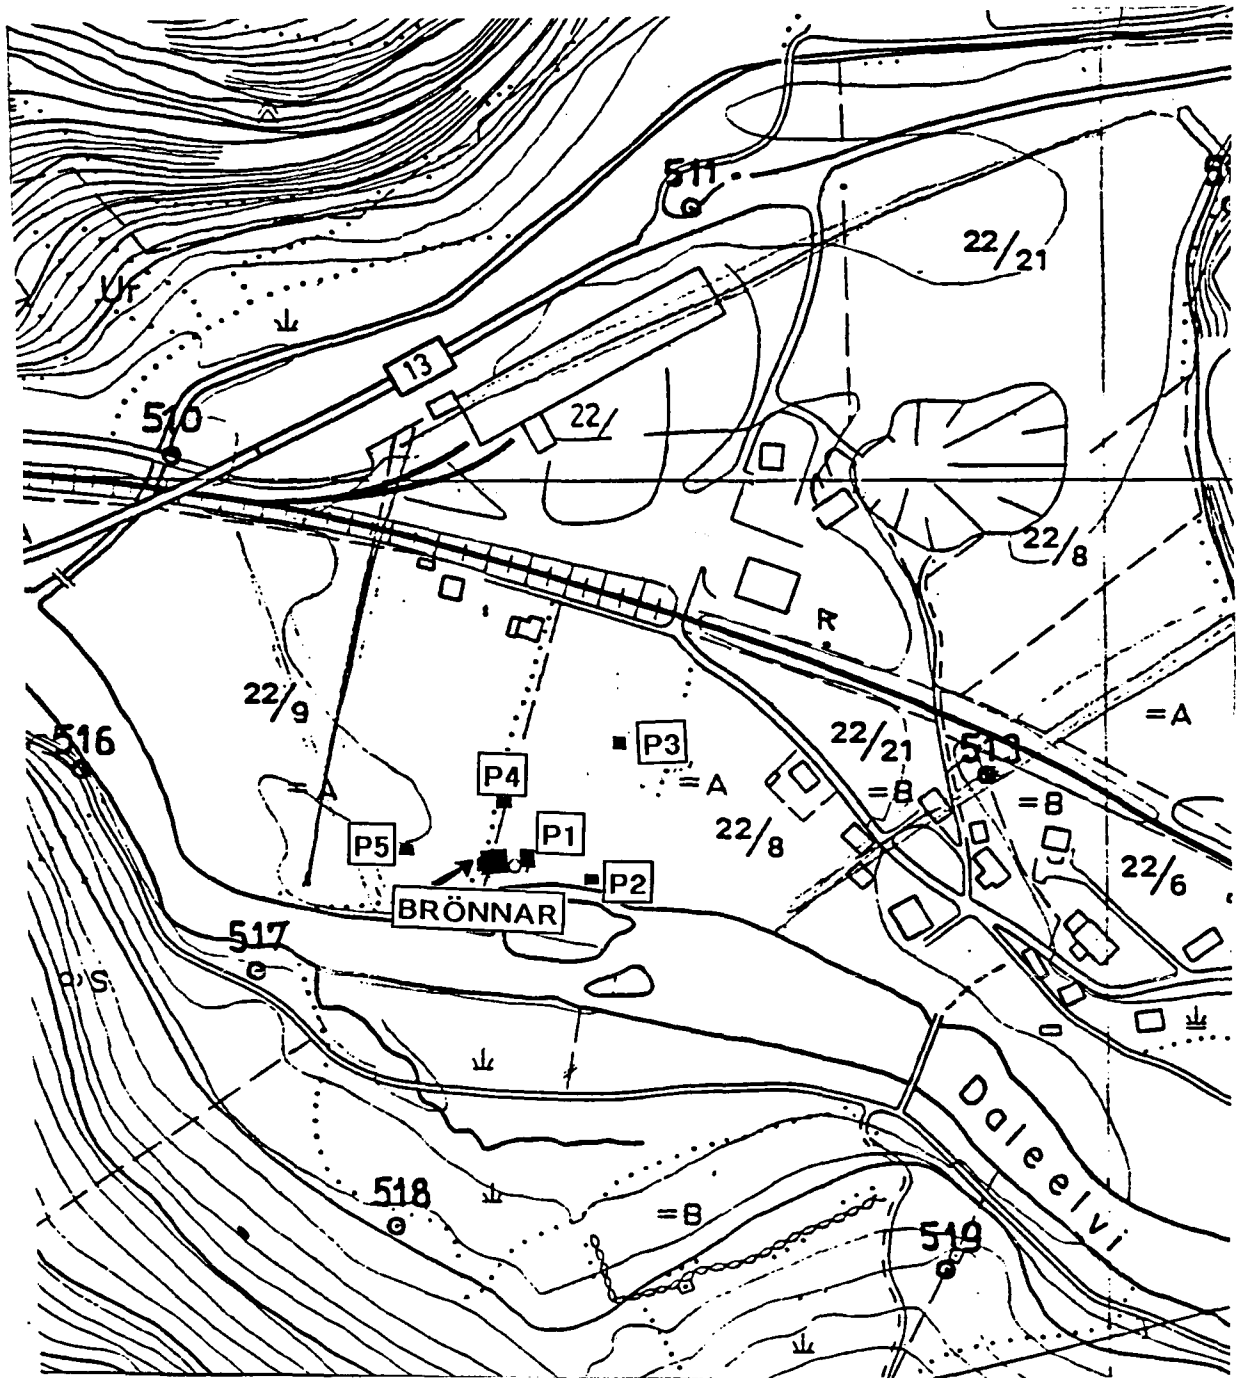 511
22/21
Ur
13
510
22/
22/8
R
22/9
= A
516
P3
22/21
513
P4
= A
= A
= B
= B
P1
22/8
P5
22/6
P2
BRÖNNAR
517
S
Daleelvi
518
= B
519